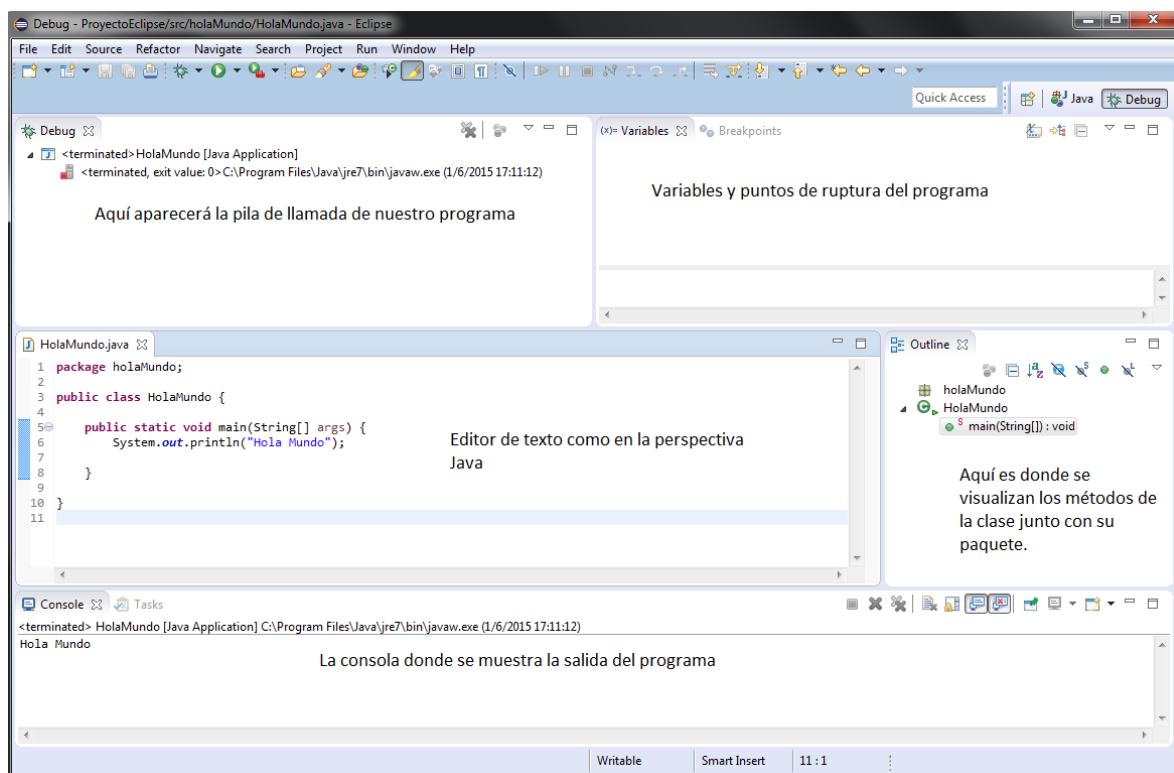 Debug - ProyectoEclipse/src/holaMundo/HolaMundo.java - Eclipse
File Edit Source Refactor Navigate Search Project Run Window Help
Quick Access
Java
Debug
Debug
<terminated>HolaMundo [Java Application]
<terminated, exit value: 0>C:\Program Files\Java\jre7\bin\javaw.exe (1/6/2015 17:11:12)
Aquí aparecerá la pila de llamada de nuestro programa
(x)= Variables
Breakpoints
Variables y puntos de ruptura del programa
HolaMundo.java
1 package holaMundo;
2
3 public class HolaMundo {
4
5 public static void main(String[] args) {
6 System.out.println("Hola Mundo");
7
8 }
9
10 }
11
Editor de texto como en la perspectiva
Java
Outline
holaMundo
HolaMundo
main(String[]) : void
Aquí es donde se
visualizan los métodos de
la clase junto con su
paquete.
Console
Tasks
<terminated> HolaMundo [Java Application] C:\Program Files\Java\jre7\bin\javaw.exe (1/6/2015 17:11:12)
Hola Mundo
La consola donde se muestra la salida del programa
Writable
Smart Insert
11 : 1